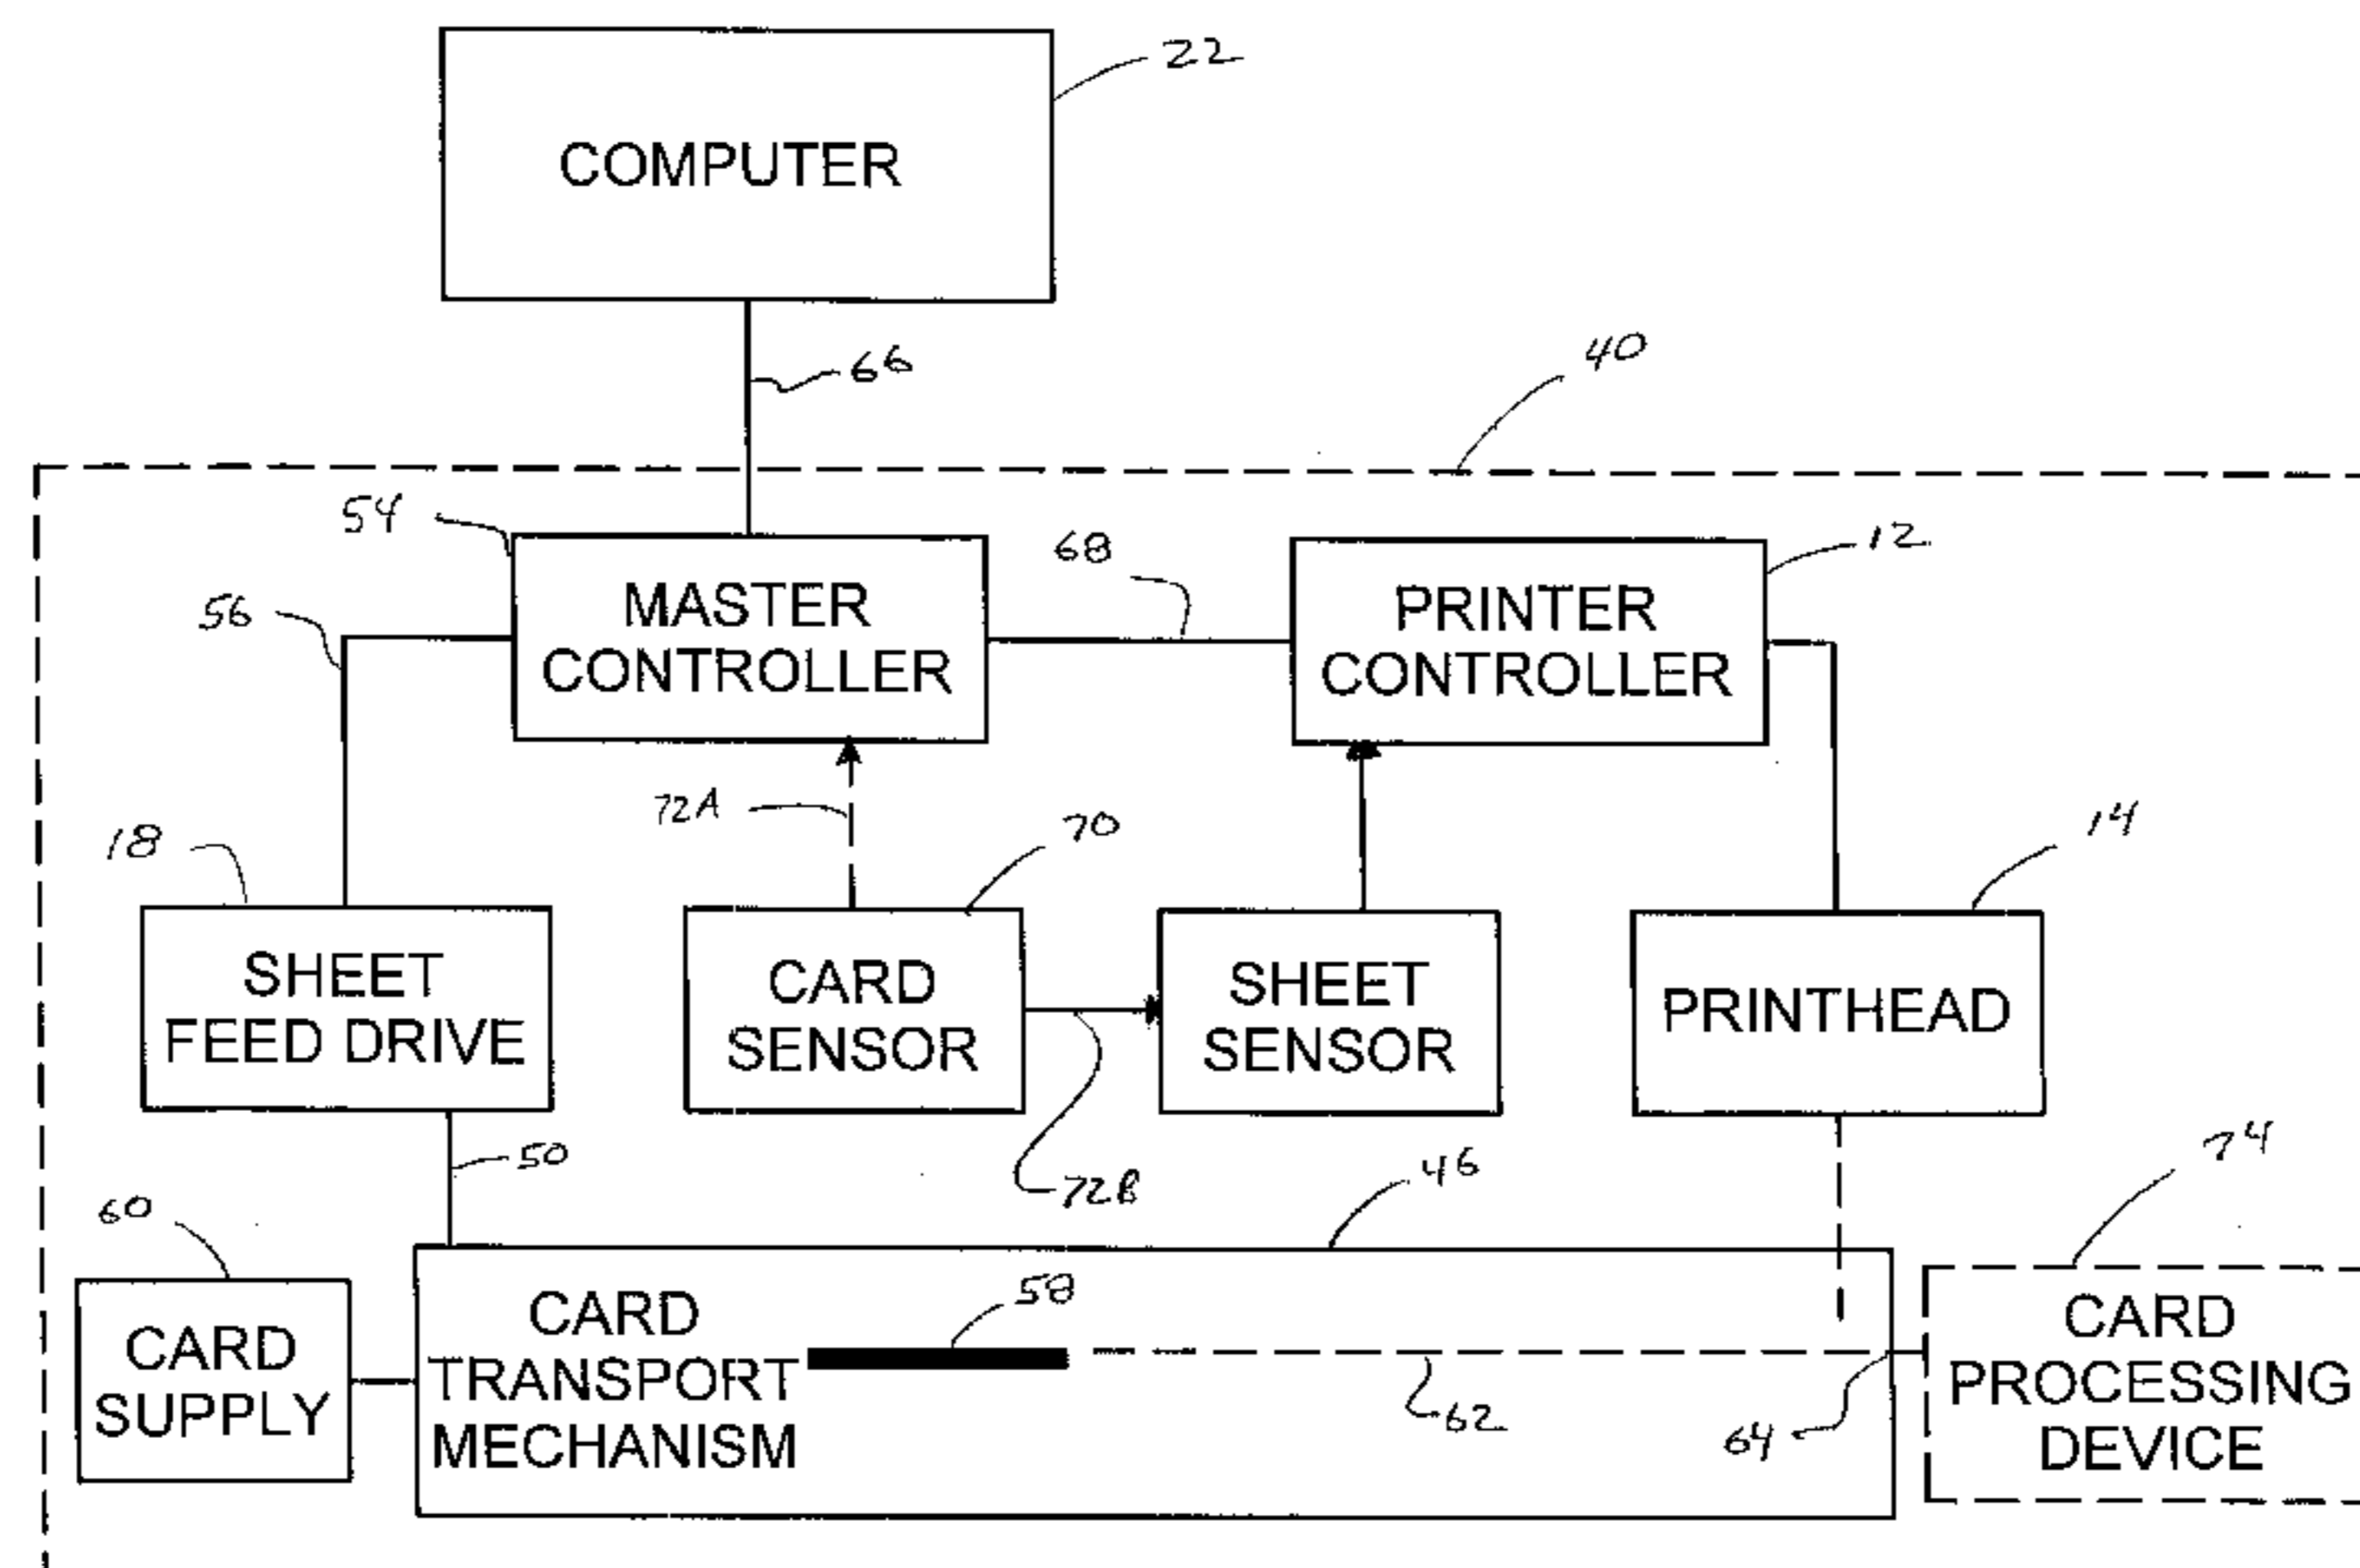 22
COMPUTER
66
40
54
12
68
56
MASTER
CONTROLLER
PRINTER
CONTROLLER
72A
70
14
18
SHEET
FEED DRIVE
CARD
SENSOR
SHEET
SENSOR
PRINTHEAD
50
72B
46
74
60
58
CARD
SUPPLY
CARD
TRANSPORT
MECHANISM
62
64
CARD
PROCESSING
DEVICE